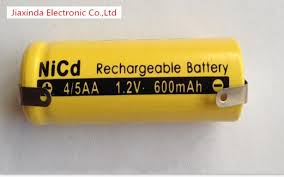 Jiaxinda Electronic Co.,Ltd
NiCd Rechargeable Battery
4/5AA 1.2V· 600mAh